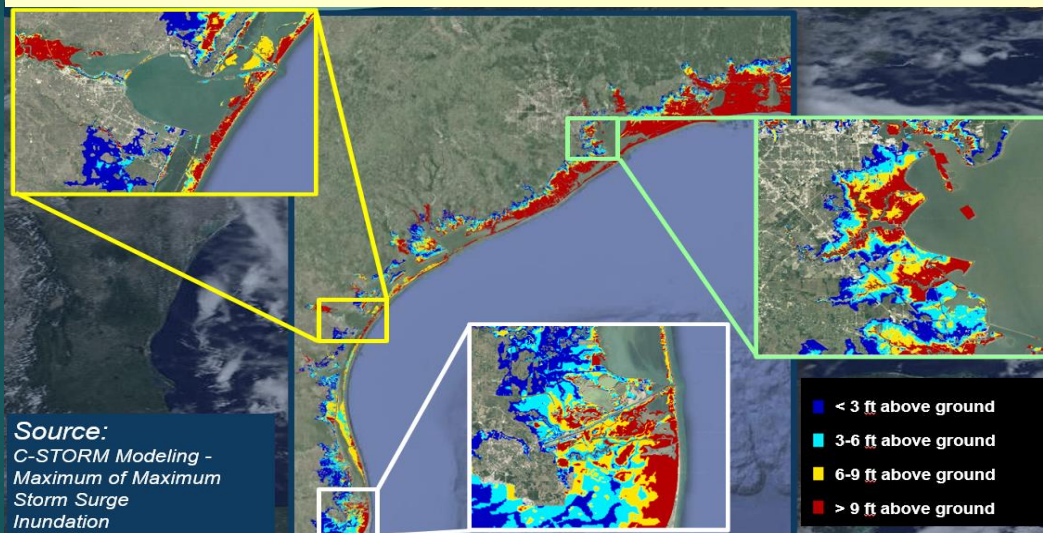 Source:
C-STORM Modeling -
Maximum of Maximum
Storm Surge
Inundation
< 3 ft above ground
3-6 ft above ground
6-9 ft above ground
> 9 ft above ground